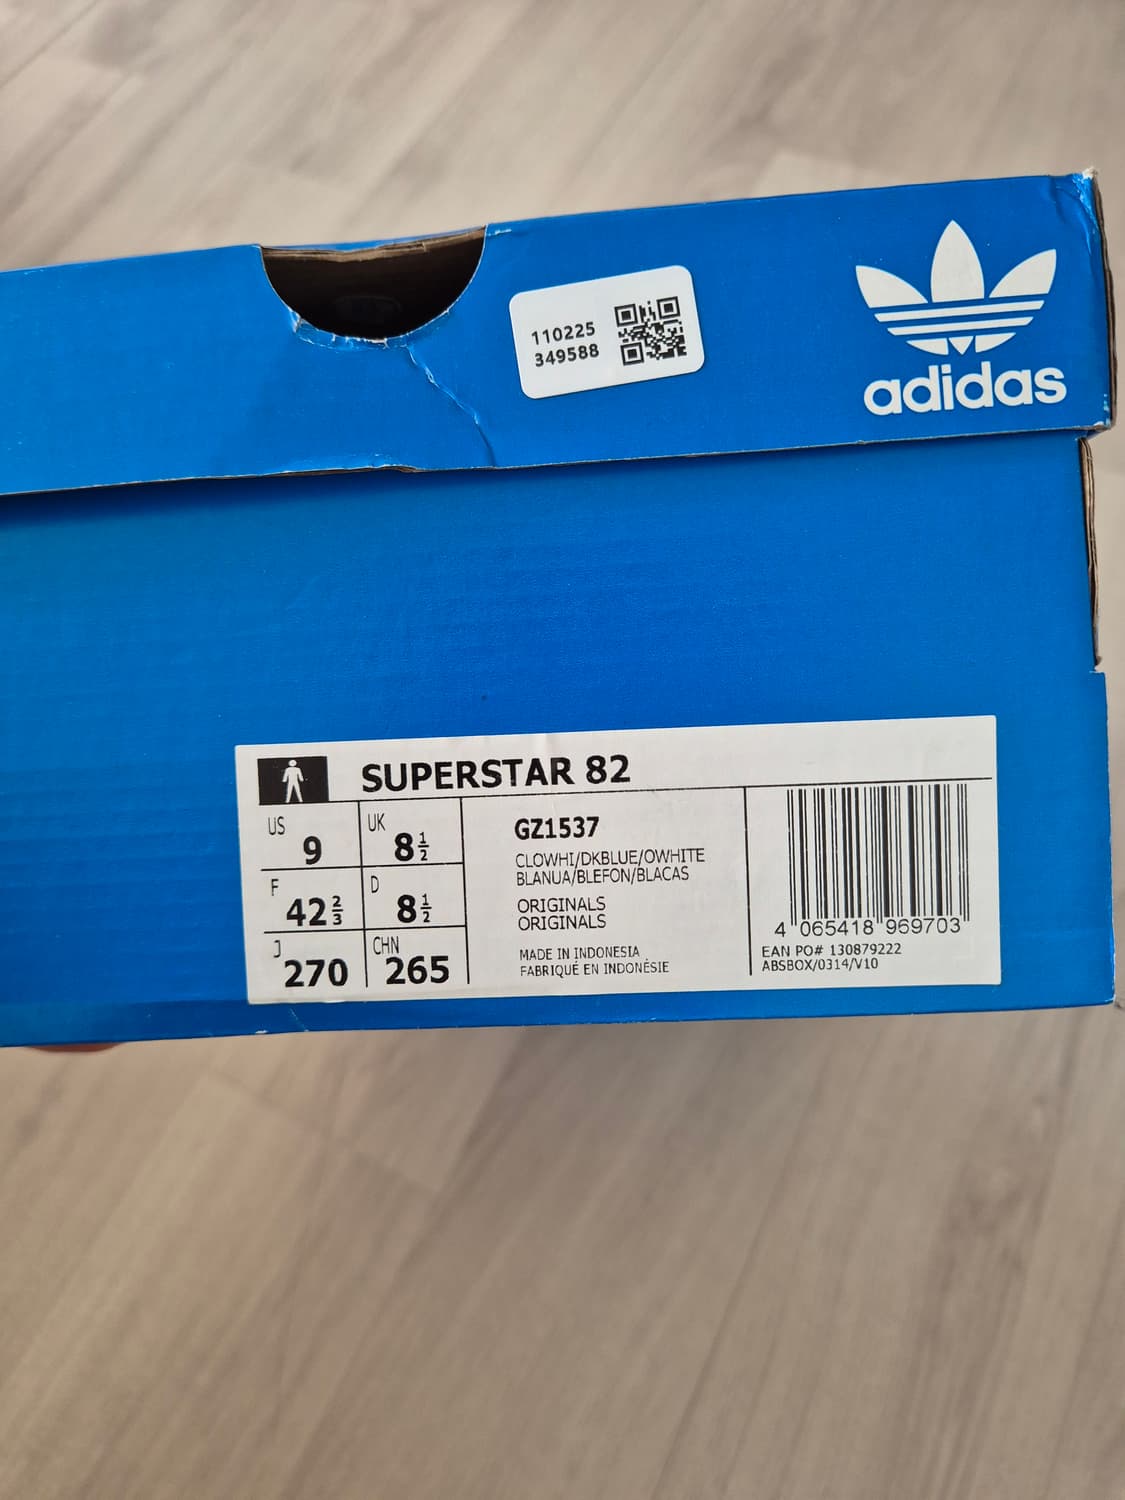 110225
349588
adidas
SUPERSTAR 82
US 9
UK 8½
F 42⅔
D 8½
J 270
CHN 265
GZ1537
CLOWHI/DKBLUE/OWHITE
BLANUA/BLEFON/BLACAS
ORIGINALS
ORIGINALS
MADE IN INDONESIA
FABRIQUÉ EN INDONÉSIE
4 065418 969703
EAN PO# 130879222
ABSBOX/0314/V10